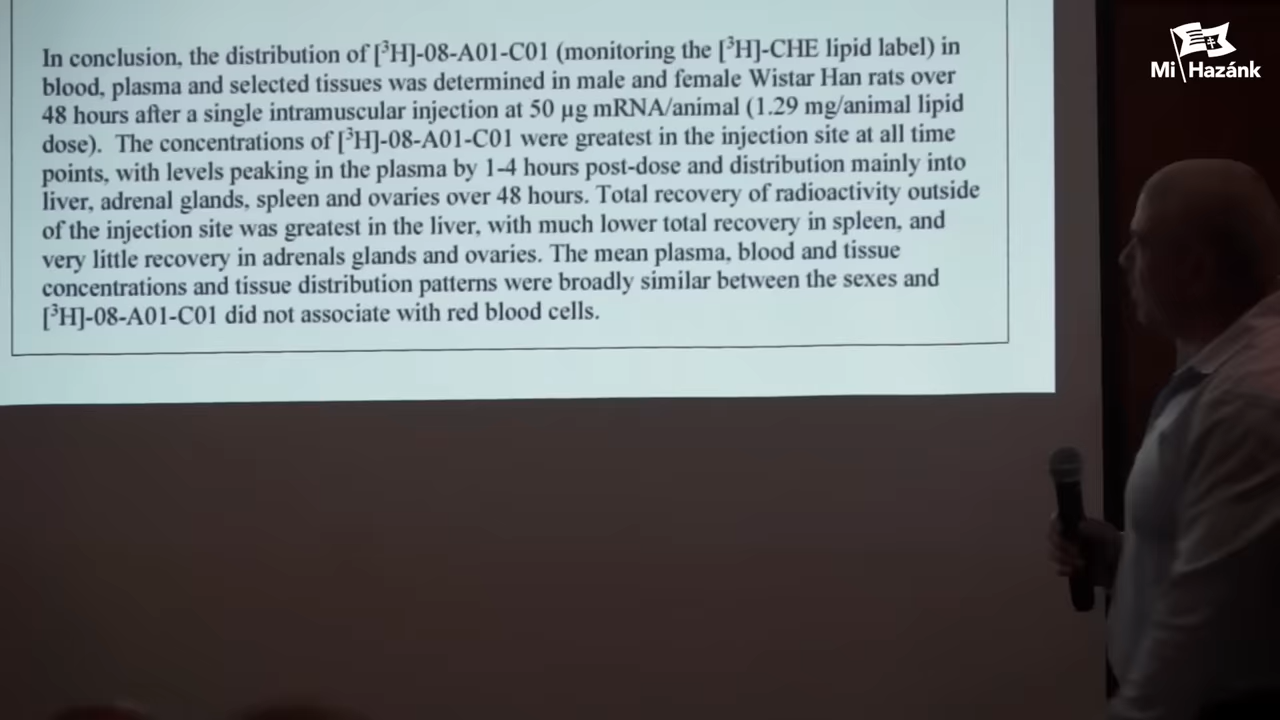 In conclusion, the distribution of [³H]-08-A01-C01 (monitoring the [³H]-CHE lipid label) in
blood, plasma and selected tissues was determined in male and female Wistar Han rats over
48 hours after a single intramuscular injection at 50 µg mRNA/animal (1.29 mg/animal lipid
dose). The concentrations of [³H]-08-A01-C01 were greatest in the injection site at all time
points, with levels peaking in the plasma by 1-4 hours post-dose and distribution mainly into
liver, adrenal glands, spleen and ovaries over 48 hours. Total recovery of radioactivity outside
of the injection site was greatest in the liver, with much lower total recovery in spleen, and
very little recovery in adrenals glands and ovaries. The mean plasma, blood and tissue
concentrations and tissue distribution patterns were broadly similar between the sexes and
[³H]-08-A01-C01 did not associate with red blood cells.
Mi Hazánk